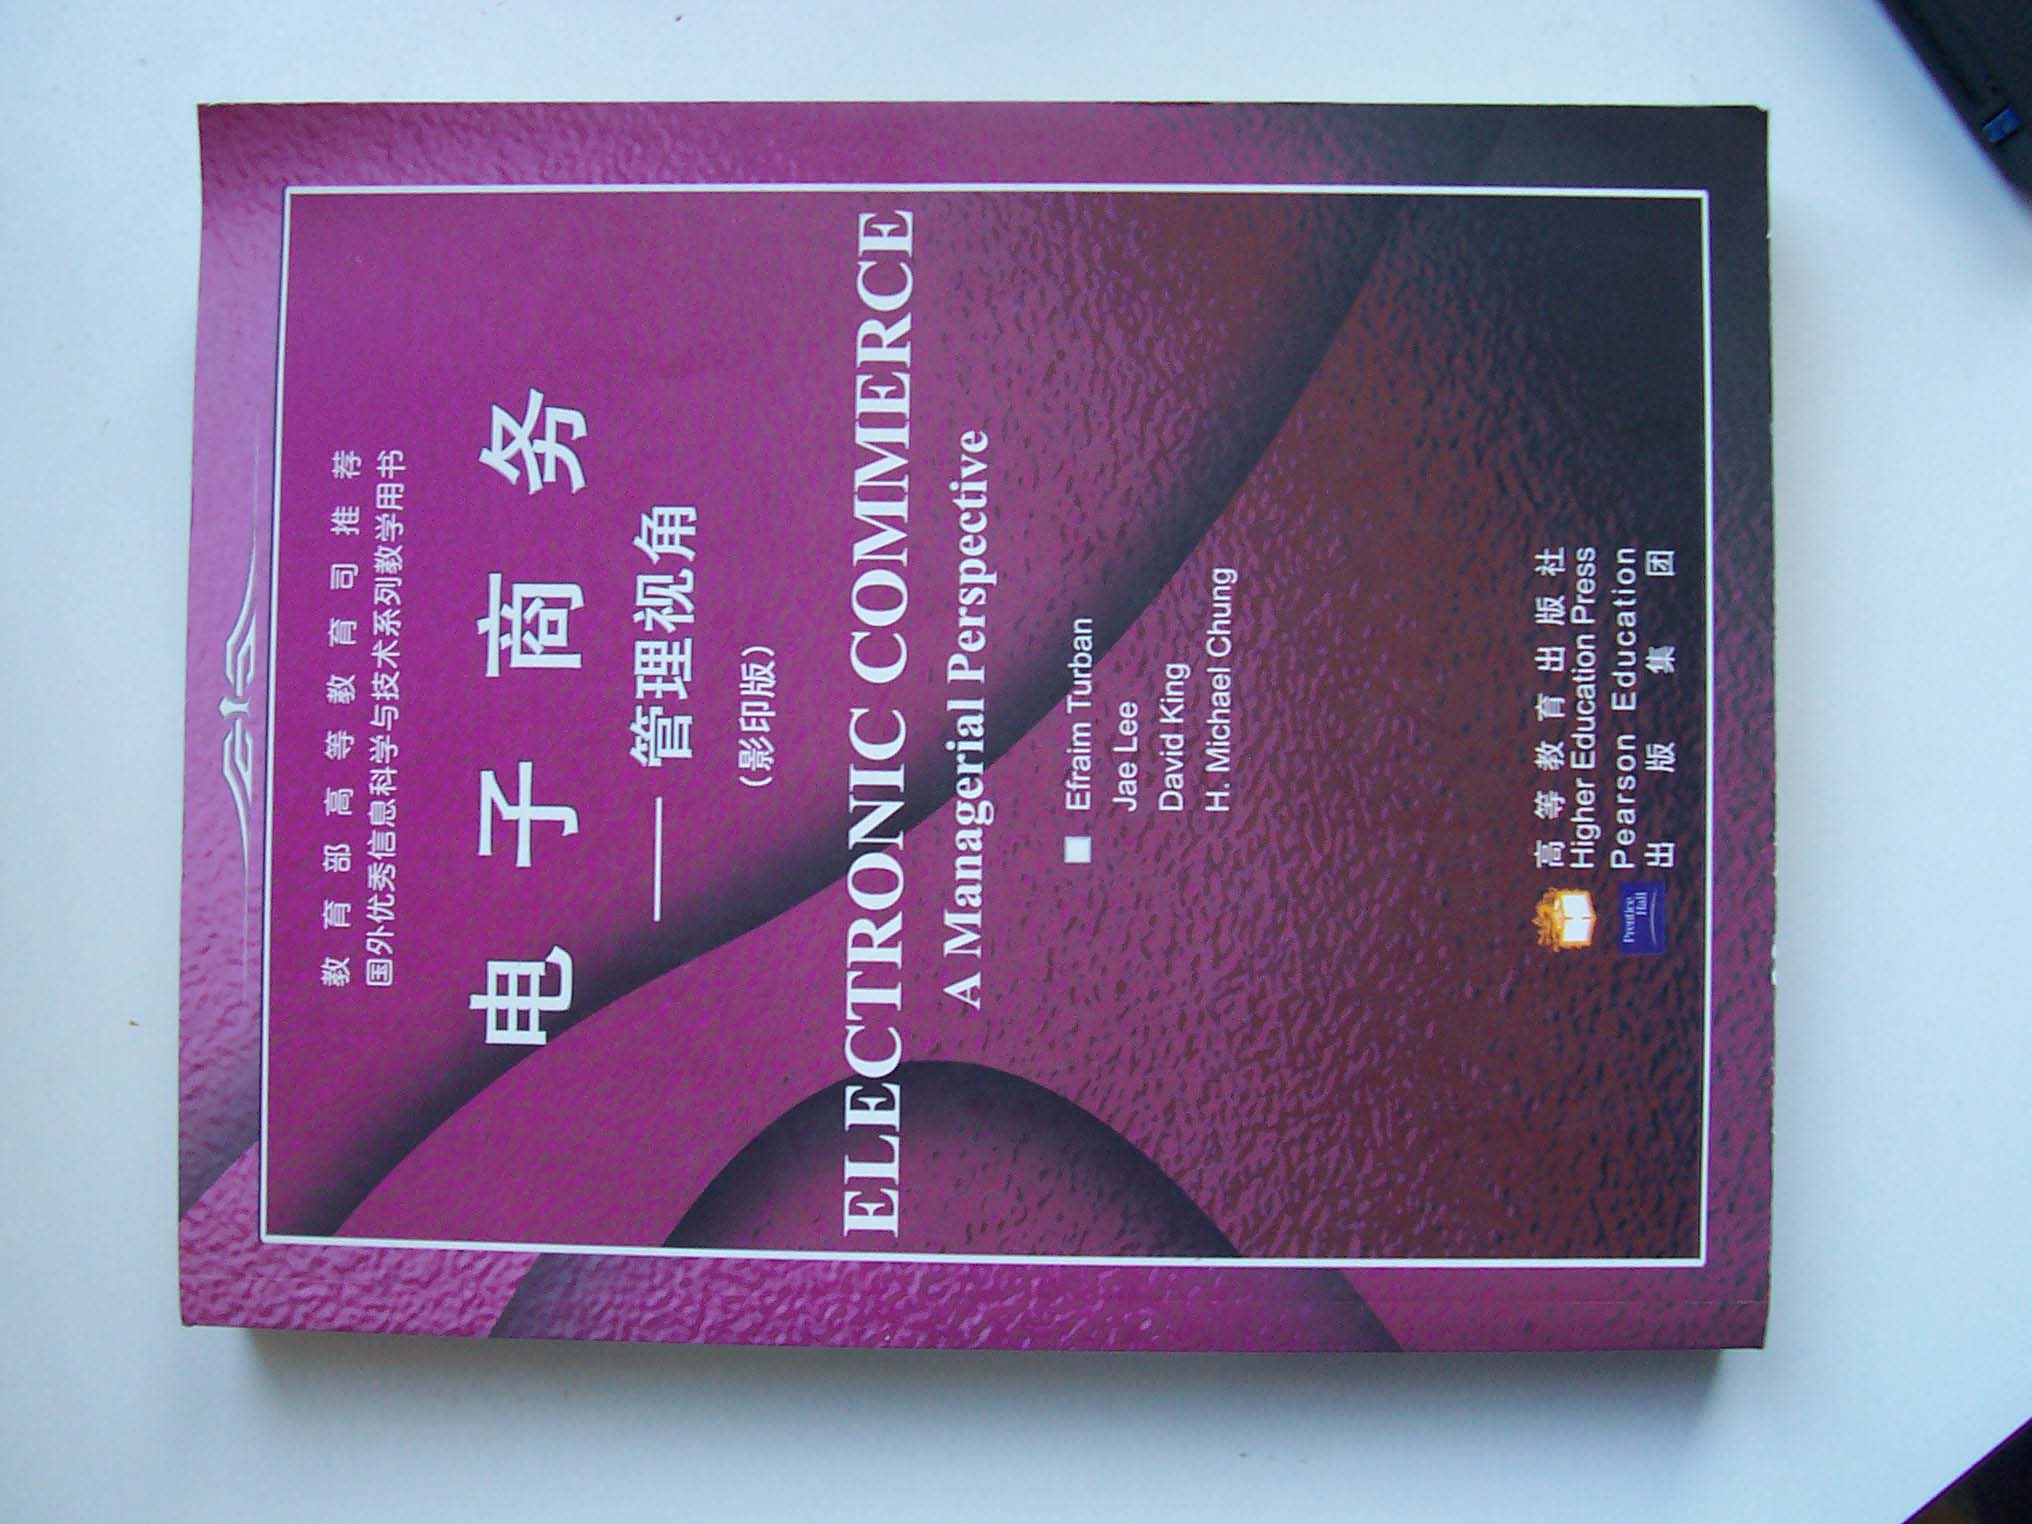 教育部高等教育司推荐
国外优秀信息科学与技术系列教学用书
电子商务
——管理视角
（影印版）
ELECTRONIC COMMERCE
A Managerial Perspective
Efraim Turban
Jae Lee
David King
H. Michael Chung
高等教育出版社
Higher Education Press
Pearson Education
出版集团
Prentice
Hall